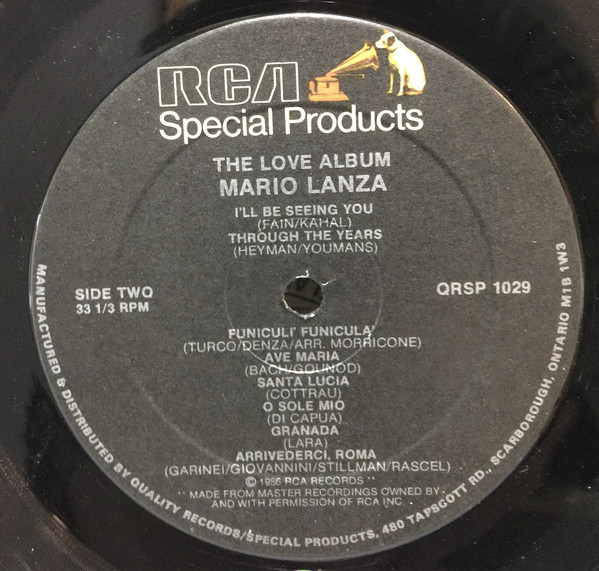 RCA
Special Products
THE LOVE ALBUM
MARIO LANZA
I'LL BE SEEING YOU
(FAIN/KAHAL)
THROUGH THE YEARS
(HEYMAN/YOUMANS)
SIDE TWO
33 1/3 RPM
QRSP 1029
FUNICULI' FUNICULA'
(TURCO/DENZA/ARR. MORRICONE)
AVE MARIA
(BACH/GOUNOD)
SANTA LUCIA
(COTTRAU)
O SOLE MIO
(DI CAPUA)
GRANADA
(LARA)
ARRIVEDERCI, ROMA
(GARINEI/GIOVANNINI/STILLMAN/RASCEL)
© 1986 RCA RECORDS "
" MADE FROM MASTER RECORDINGS OWNED BY
AND WITH PERMISSION OF RCA INC.
MANUFACTURED & DISTRIBUTED BY QUALITY RECORDS/SPECIAL PRODUCTS, 480 TAPSCOTT RD., SCARBOROUGH, ONTARIO M1B 1W3